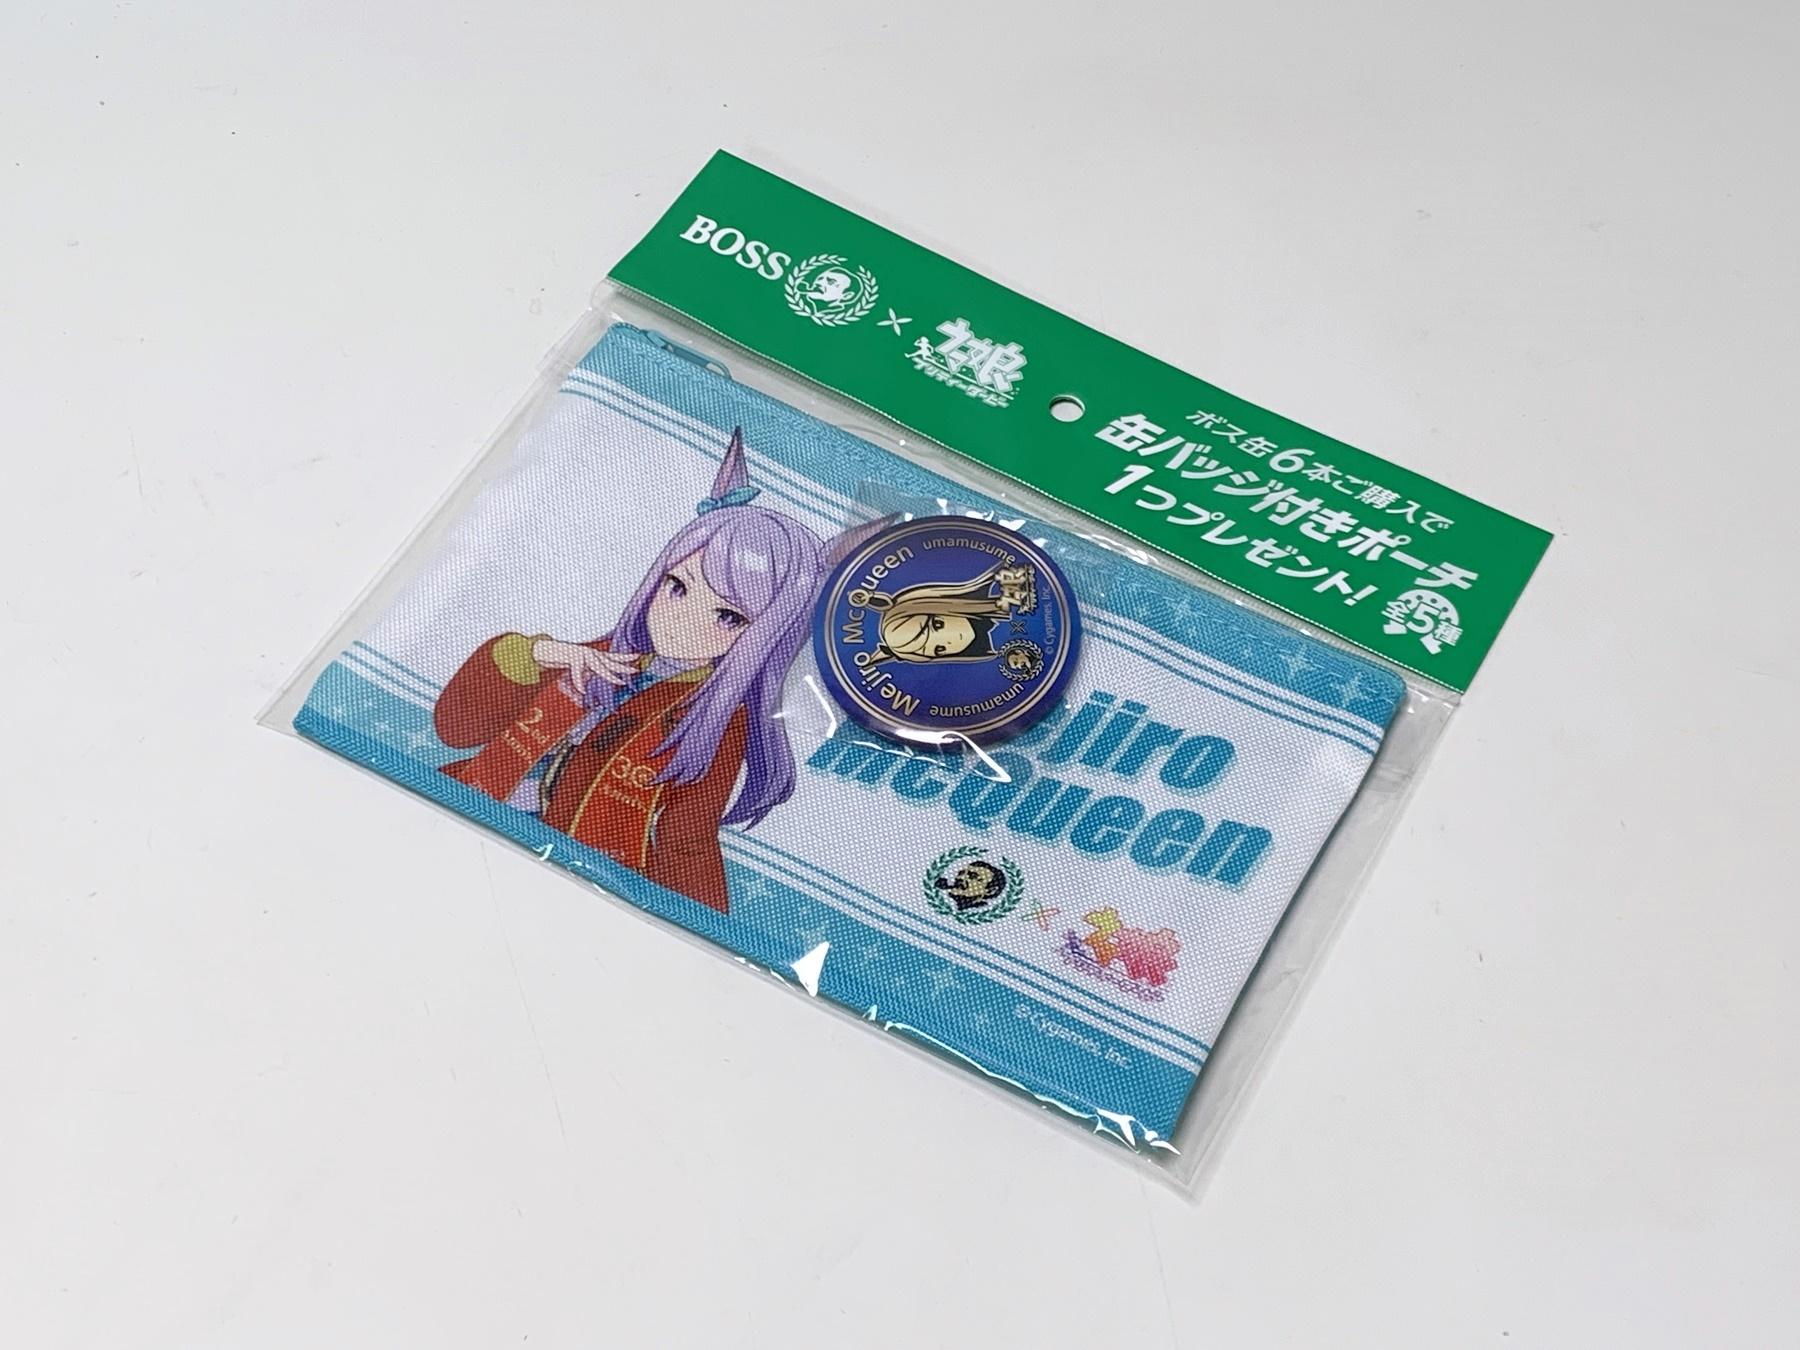 BOSS
×
ウマ娘
プリティーダービー
ボス缶6本ご購入で
缶バッジ付きポーチ
1つプレゼント!
全5種
Mejiro McQueen
umamusume
umamusume
© Cygames, Inc.
2nd
mcQueen
© Cygames, Inc.